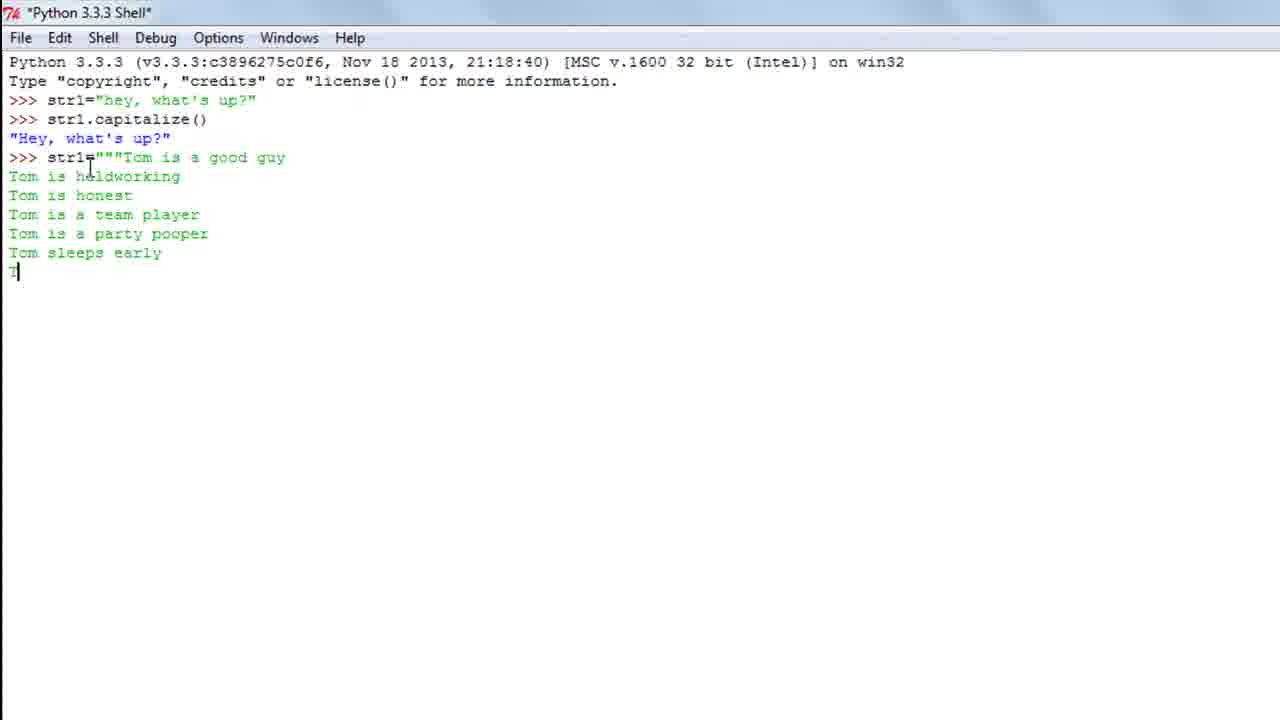 *Python 3.3.3 Shell*
File Edit Shell Debug Options Windows Help
Python 3.3.3 (v3.3.3:c3896275c0f6, Nov 18 2013, 21:18:40) [MSC v.1600 32 bit (Intel)] on win32
Type "copyright", "credits" or "license()" for more information.
>>> str1="hey, what's up?"
>>> str1.capitalize()
"Hey, what's up?"
>>> str1="""Tom is a good guy
Tom is haldworking
Tom is honest
Tom is a team player
Tom is a party pooper
Tom sleeps early
T